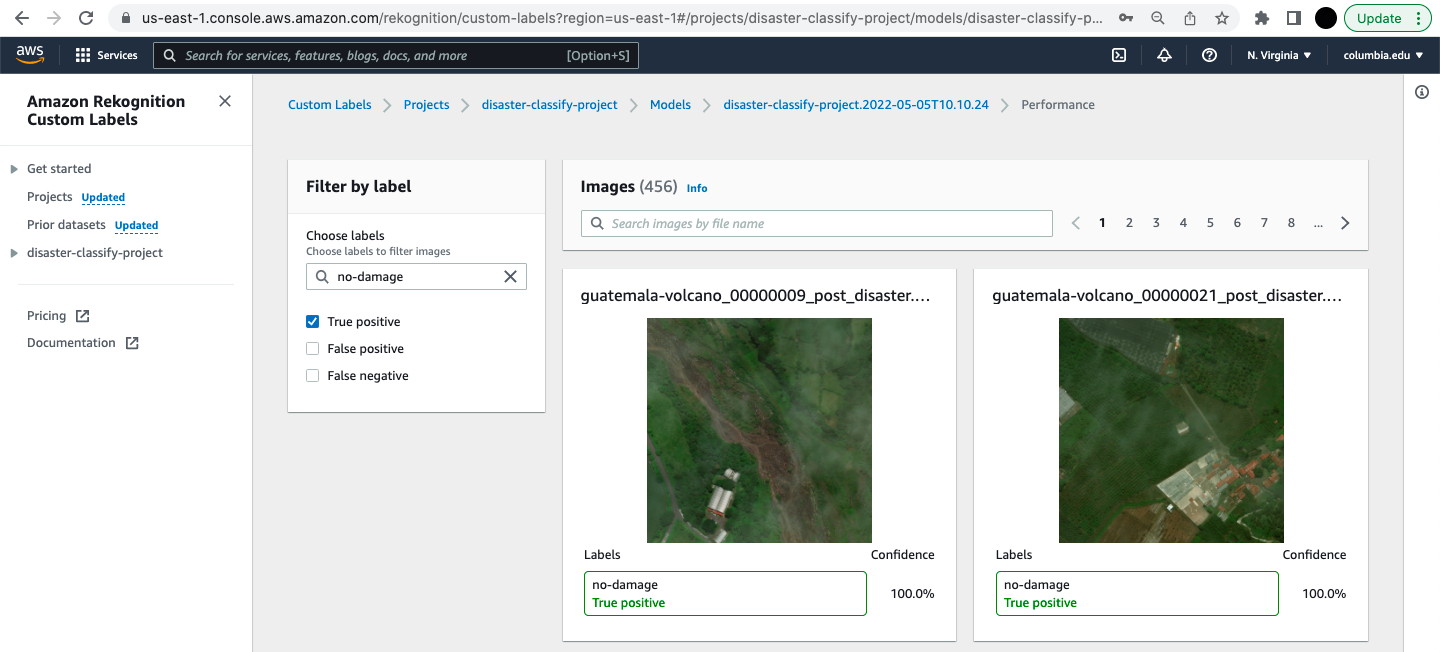 us-east-1.console.aws.amazon.com/rekognition/custom-labels?region=us-east-1#/projects/disaster-classify-project/models/disaster-classify-p...
Update
aws
Services
Search for services, features, blogs, docs, and more
[Option+S]
N. Virginia
columbia.edu
Amazon Rekognition
Custom Labels
Get started
Projects Updated
Prior datasets Updated
disaster-classify-project
Pricing
Documentation
Custom Labels
Projects
disaster-classify-project
Models
disaster-classify-project.2022-05-05T10.10.24
Performance
Filter by label
Choose labels
Choose labels to filter images
no-damage
True positive
False positive
False negative
Images (456) Info
Search images by file name
1 2 3 4 5 6 7 8 ...
guatemala-volcano_00000009_post_disaster....
Labels Confidence
no-damage
True positive
100.0%
guatemala-volcano_00000021_post_disaster....
Labels Confidence
no-damage
True positive
100.0%